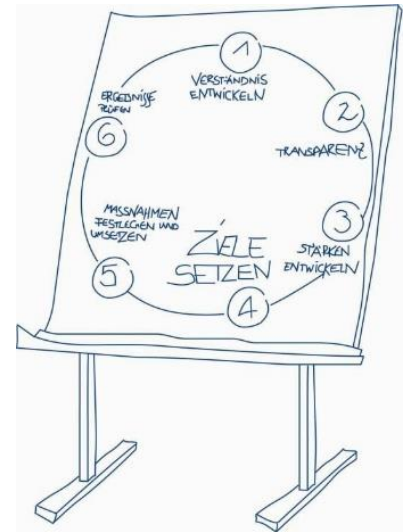 1
VERSTÄNDNIS
ENTWICKELN
2
TRANSPARENZ
3
STÄRKEN
ENTWICKELN
4
ZIELE
SETZEN
5
MASSNAHMEN
FESTLEGEN UND
UMSETZEN
6
ERGEBNISSE
PRÜFEN